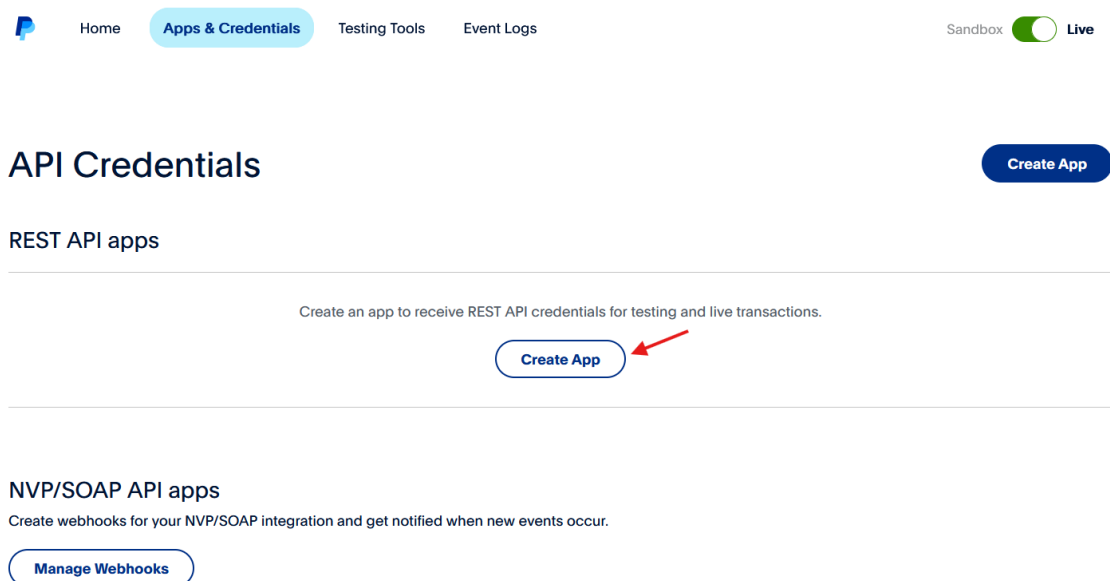 Home Apps & Credentials Testing Tools Event Logs Sandbox Live
API Credentials Create App
REST API apps
Create an app to receive REST API credentials for testing and live transactions.
Create App
NVP/SOAP API apps
Create webhooks for your NVP/SOAP integration and get notified when new events occur.
Manage Webhooks